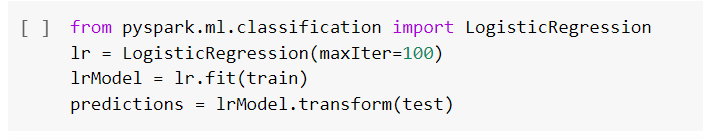 [ ] from pyspark.ml.classification import LogisticRegression
lr = LogisticRegression(maxIter=100)
lrModel = lr.fit(train)
predictions = lrModel.transform(test)